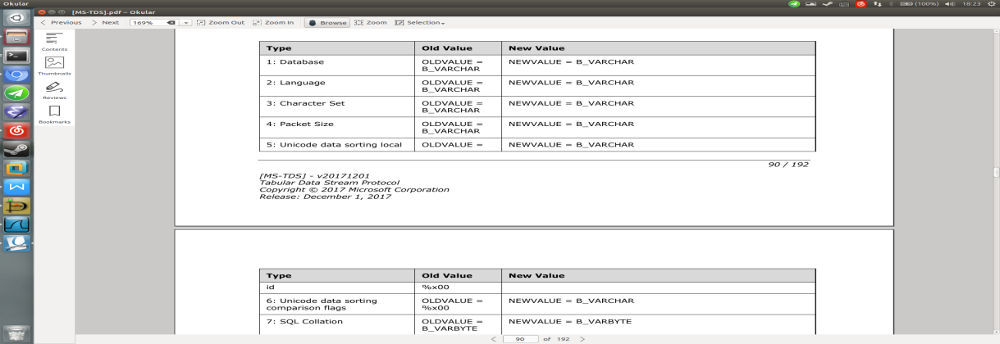 Okular
(100%) 18:23
[MS-TDS].pdf – Okular
< Previous > Next 169% Zoom Out Zoom In Browse Zoom Selection
Contents
Thumbnails
Reviews
Bookmarks
Type Old Value New Value
1: Database OLDVALUE = NEWVALUE = B_VARCHAR
B_VARCHAR
2: Language OLDVALUE = NEWVALUE = B_VARCHAR
B_VARCHAR
3: Character Set OLDVALUE = NEWVALUE = B_VARCHAR
B_VARCHAR
4: Packet Size OLDVALUE = NEWVALUE = B_VARCHAR
B_VARCHAR
5: Unicode data sorting local OLDVALUE = NEWVALUE = B_VARCHAR
90 / 192
[MS-TDS] - v20171201
Tabular Data Stream Protocol
Copyright © 2017 Microsoft Corporation
Release: December 1, 2017
Type Old Value New Value
id %x00
6: Unicode data sorting OLDVALUE = NEWVALUE = B_VARCHAR
comparison flags %x00
7: SQL Collation OLDVALUE = NEWVALUE = B_VARBYTE
B_VARBYTE
< 90 of 192 >